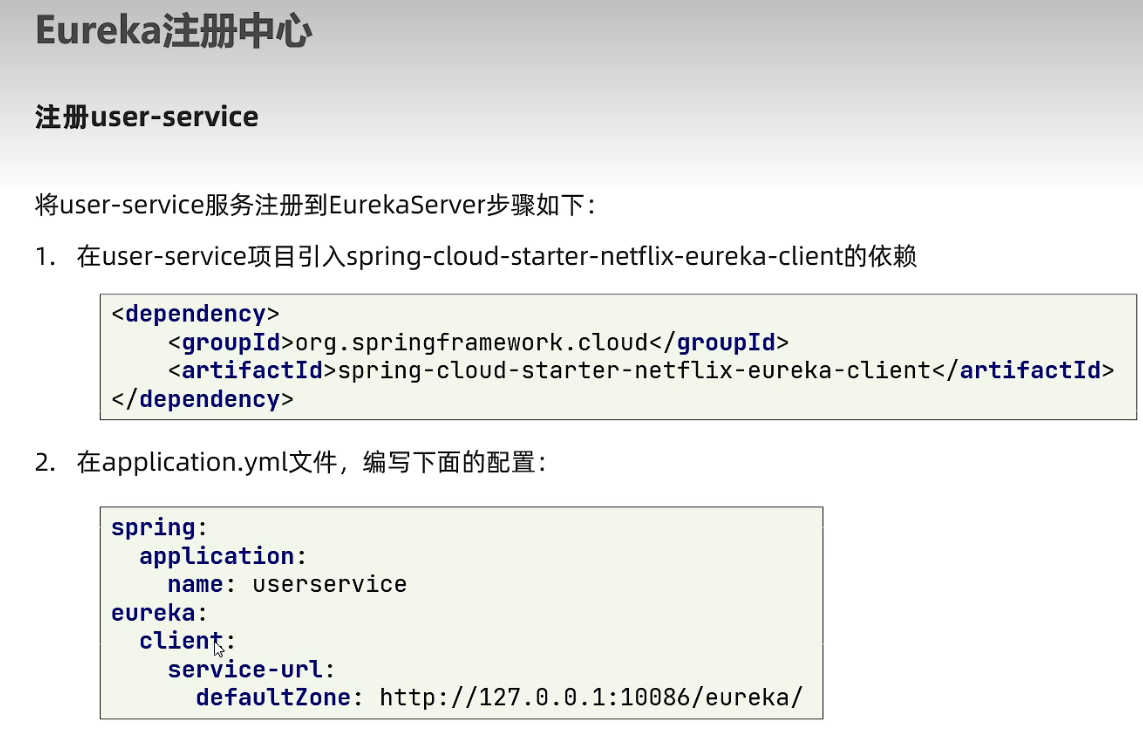 Eureka注册中心
注册user-service
将user-service服务注册到EurekaServer步骤如下：
1. 在user-service项目引入spring-cloud-starter-netflix-eureka-client的依赖
<dependency>
    <groupId>org.springframework.cloud</groupId>
    <artifactId>spring-cloud-starter-netflix-eureka-client</artifactId>
</dependency>
2. 在application.yml文件，编写下面的配置：
spring:
  application:
    name: userservice
eureka:
  client:
    service-url:
      defaultZone: http://127.0.0.1:10086/eureka/